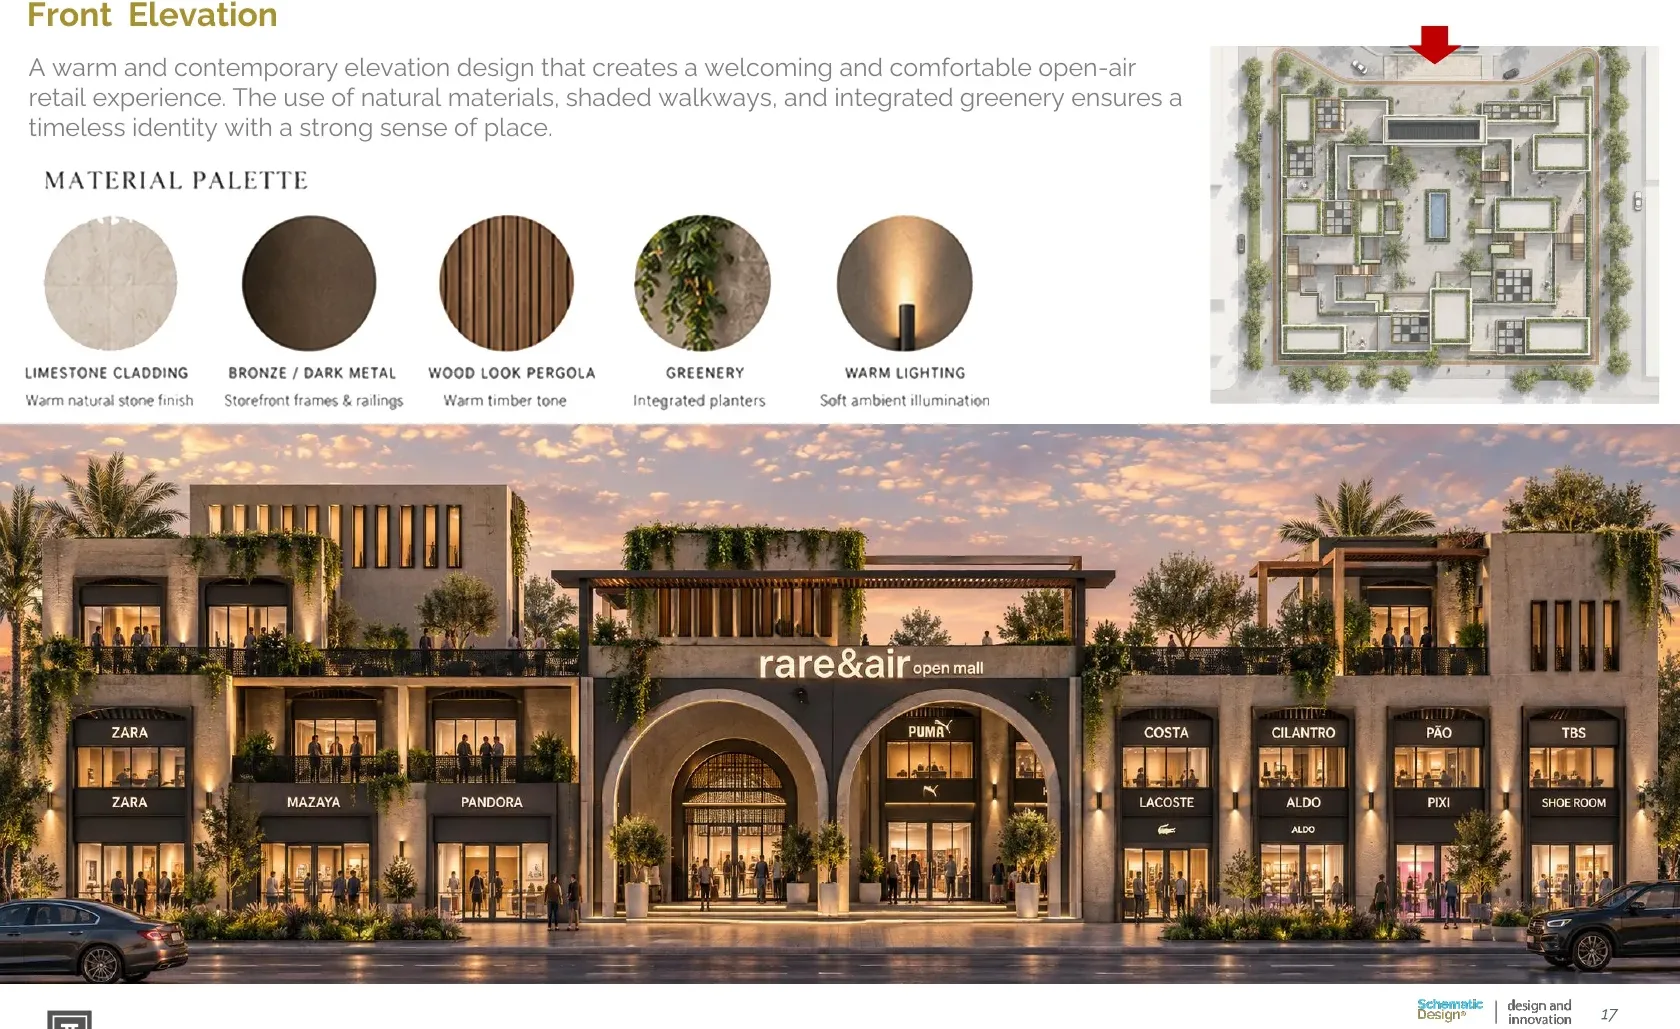 Front Elevation
A warm and contemporary elevation design that creates a welcoming and comfortable open-air
retail experience. The use of natural materials, shaded walkways, and integrated greenery ensures a
timeless identity with a strong sense of place.
MATERIAL PALETTE
LIMESTONE CLADDING
Warm natural stone finish
BRONZE / DARK METAL
Storefront frames & railings
WOOD LOOK PERGOLA
Warm timber tone
GREENERY
Integrated planters
WARM LIGHTING
Soft ambient illumination
rare&air open mall
ZARA
PUMA
COSTA
CILANTRO
PÃO
TBS
ZARA
MAZAYA
PANDORA
LACOSTE
ALDO
PIXI
SHOE ROOM
ALDO
Schematic
Design®
design and
innovation
17